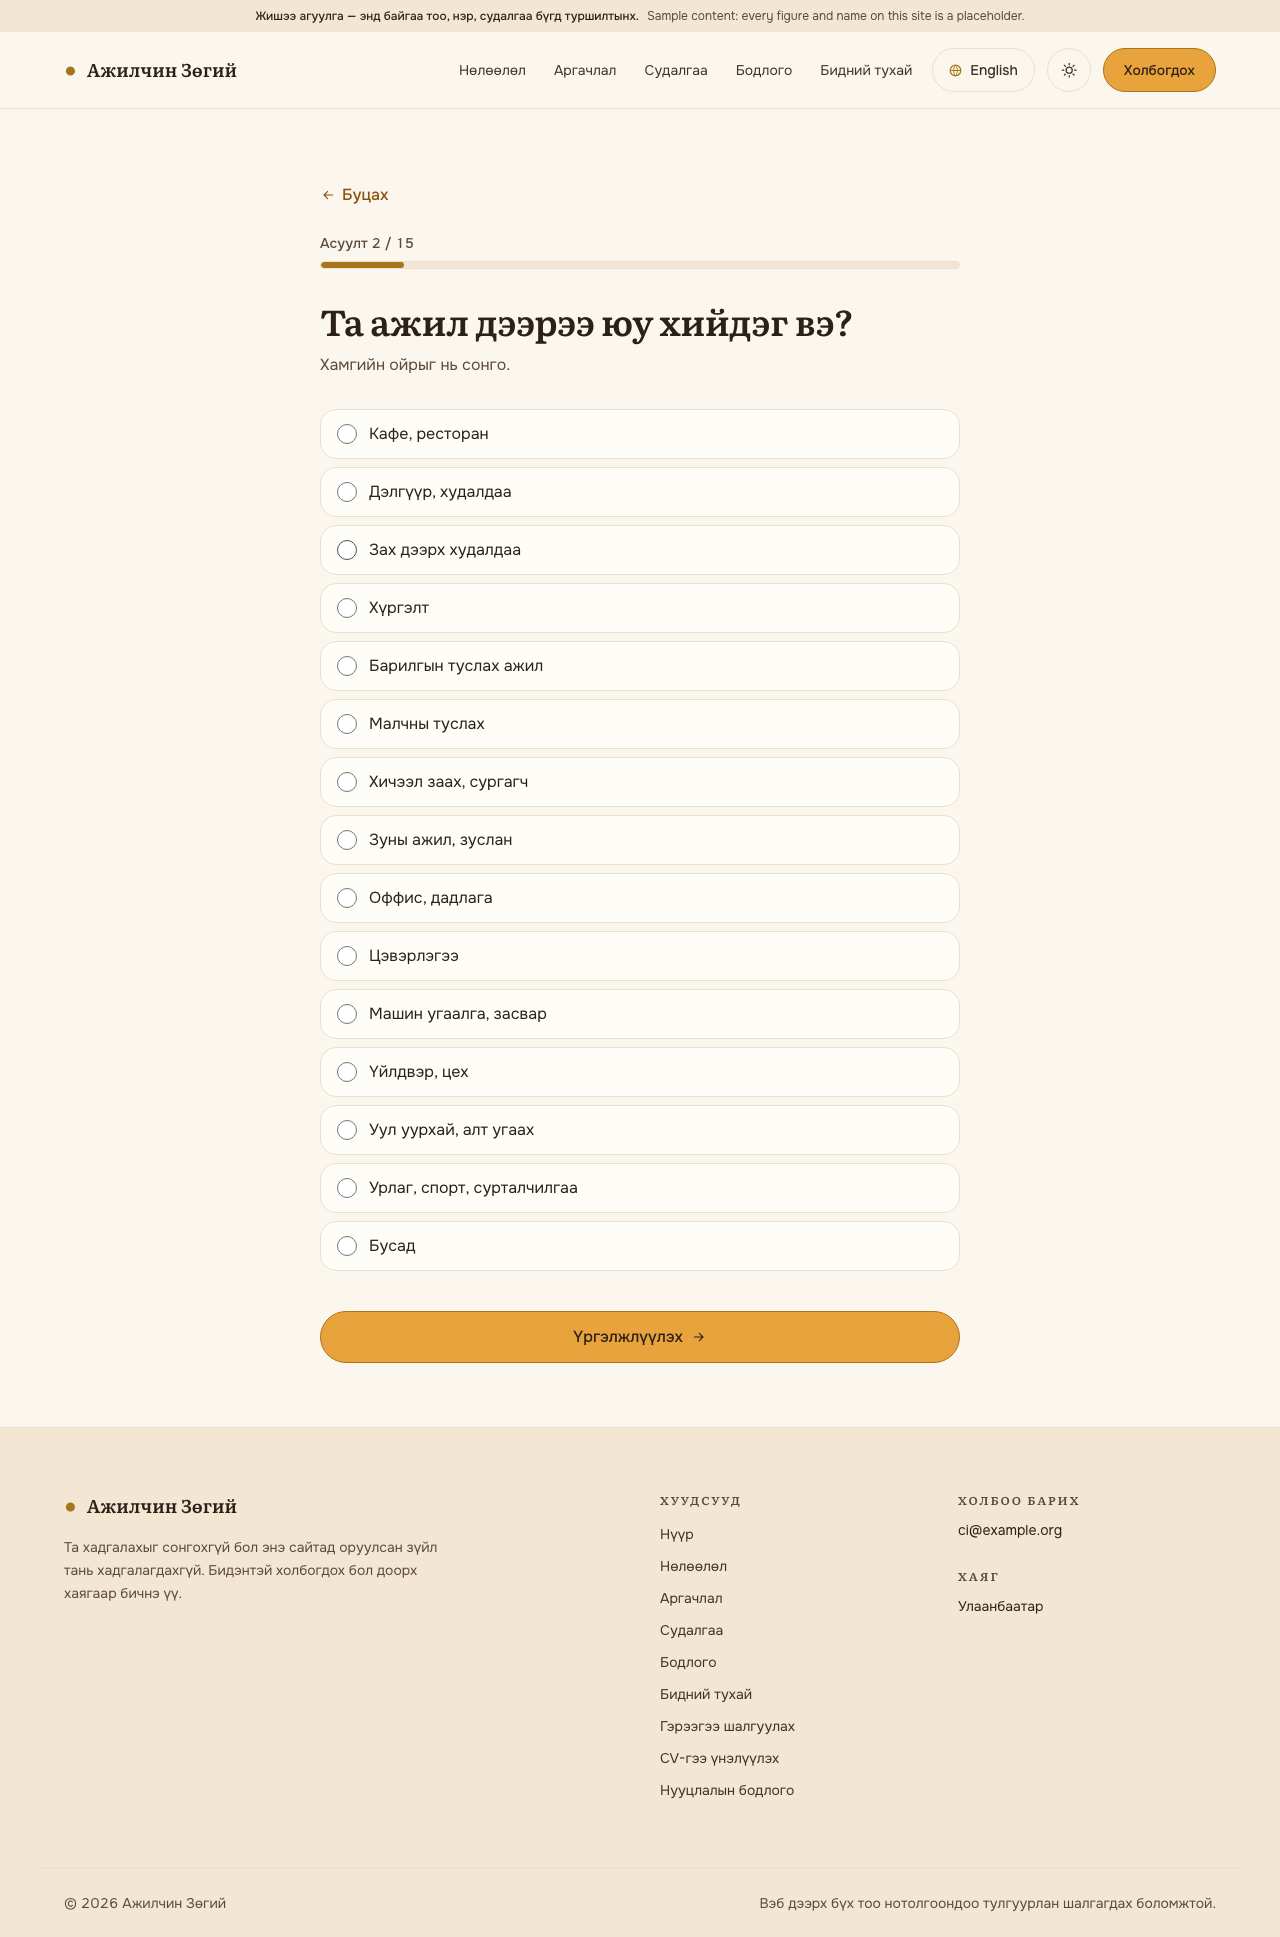 Жишээ агуулга — энд байгаа тоо, нэр, судалгаа бүгд туршилтынх. Sample content: every figure and name on this site is a placeholder.
Ажилчин Зөгий
Нөлөөлөл
Аргачлал
Судалгаа
Бодлого
Бидний тухай
English
Холбогдох
← Буцах
Асуулт 2 / 15
Та ажил дээрээ юу хийдэг вэ?
Хамгийн ойрыг нь сонго.
Кафе, ресторан
Дэлгүүр, худалдаа
Зах дээрх худалдаа
Хүргэлт
Барилгын туслах ажил
Малчны туслах
Хичээл заах, сургагч
Зуны ажил, зуслан
Оффис, дадлага
Цэвэрлэгээ
Машин угаалга, засвар
Үйлдвэр, цех
Уул уурхай, алт угаах
Урлаг, спорт, сурталчилгаа
Бусад
Үргэлжлүүлэх →
Ажилчин Зөгий
Та хадгалахыг сонгохгүй бол энэ сайтад оруулсан зүйл
тань хадгалагдахгүй. Бидэнтэй холбогдох бол доорх
хаягаар бичнэ үү.
ХУУДСУУД
Нүүр
Нөлөөлөл
Аргачлал
Судалгаа
Бодлого
Бидний тухай
Гэрээгээ шалгуулах
CV-гээ үнэлүүлэх
Нууцлалын бодлого
ХОЛБОО БАРИХ
ci@example.org
ХАЯГ
Улаанбаатар
© 2026 Ажилчин Зөгий
Вэб дээрх бүх тоо нотолгоондоо тулгуурлан шалгагдах боломжтой.